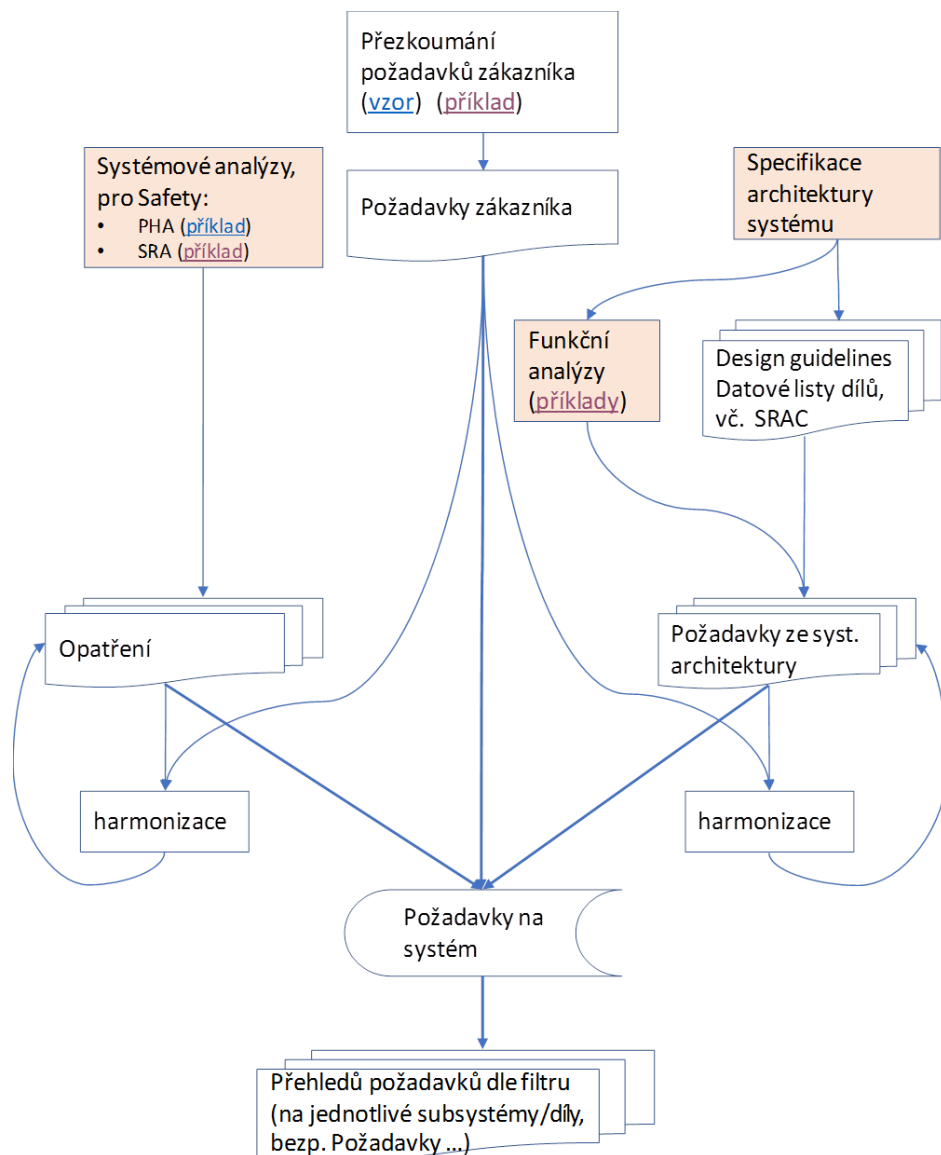 Přezkoumání
požadavků zákazníka
(vzor) (příklad)
Systémové analýzy,
pro Safety:
• PHA (příklad)
• SRA (příklad)
Požadavky zákazníka
Specifikace
architektury
systému
Funkční
analýzy
(příklady)
Design guidelines
Datové listy dílů,
vč. SRAC
Opatření
Požadavky ze syst.
architektury
harmonizace
harmonizace
Požadavky na
systém
Přehledů požadavků dle filtru
(na jednotlivé subsystémy/díly,
bezp. Požadavky ...)